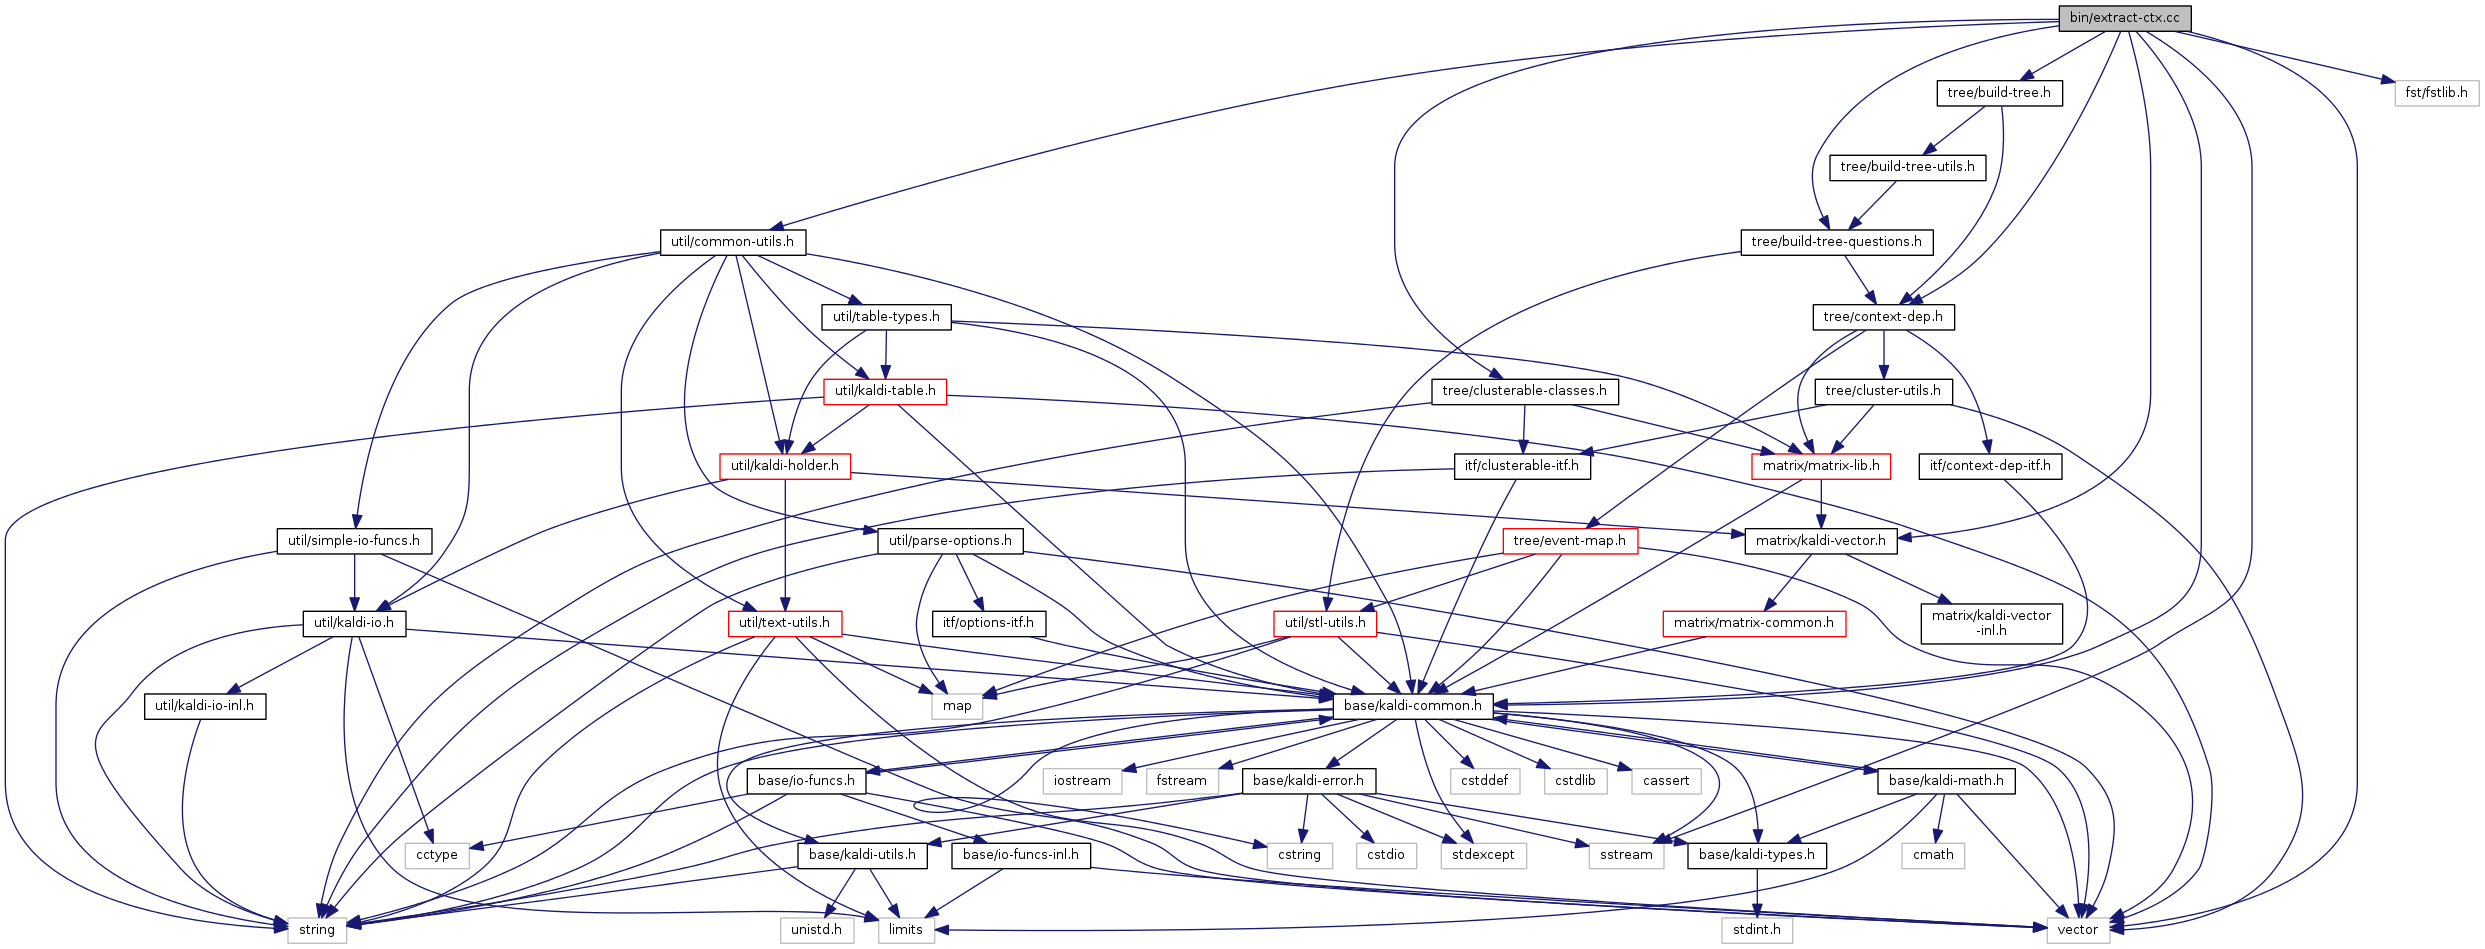 bin/extract-ctx.cc
tree/build-tree.h
fst/fstlib.h
tree/build-tree-utils.h
util/common-utils.h
tree/build-tree-questions.h
util/table-types.h
tree/context-dep.h
util/kaldi-table.h
tree/clusterable-classes.h
tree/cluster-utils.h
util/kaldi-holder.h
itf/clusterable-itf.h
matrix/matrix-lib.h
itf/context-dep-itf.h
util/simple-io-funcs.h
util/parse-options.h
tree/event-map.h
matrix/kaldi-vector.h
util/kaldi-io.h
util/text-utils.h
itf/options-itf.h
util/stl-utils.h
matrix/matrix-common.h
matrix/kaldi-vector
-inl.h
util/kaldi-io-inl.h
map
base/kaldi-common.h
base/io-funcs.h
iostream
fstream
base/kaldi-error.h
cstddef
cstdlib
cassert
base/kaldi-math.h
cctype
base/kaldi-utils.h
base/io-funcs-inl.h
cstring
cstdio
stdexcept
sstream
base/kaldi-types.h
cmath
string
unistd.h
limits
stdint.h
vector